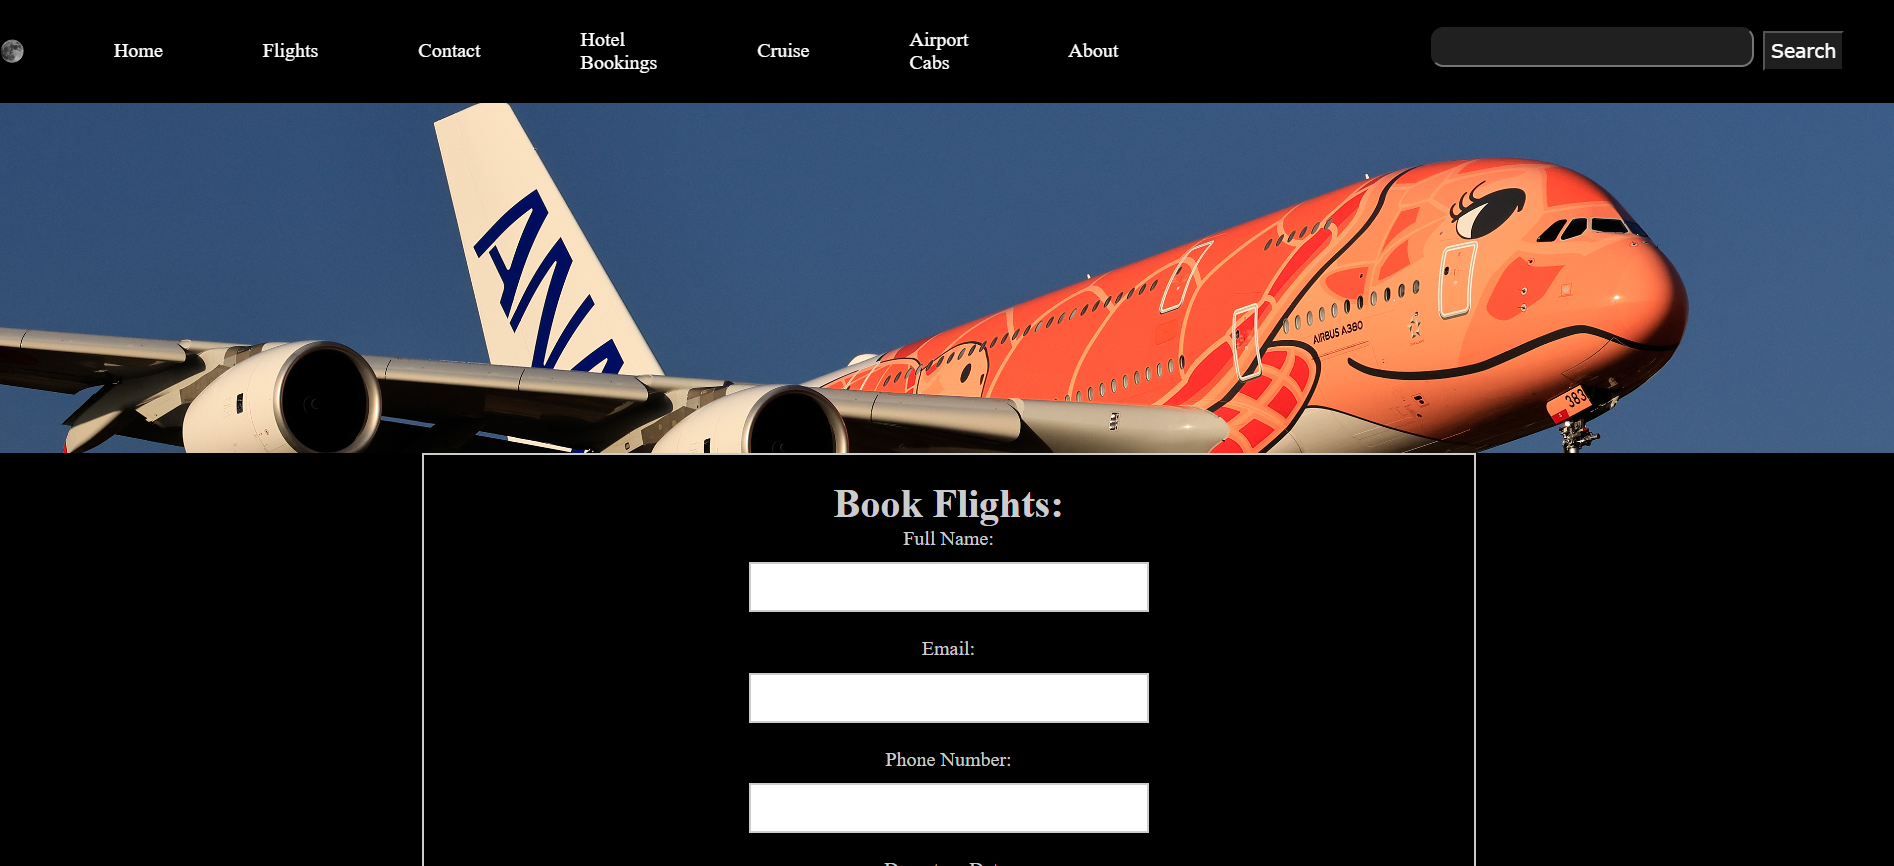 Home
Flights
Contact
Hotel
Bookings
Cruise
Airport
Cabs
About
Search
ANA
AIRBUS A380
383
Book Flights:
Full Name:
Email:
Phone Number: